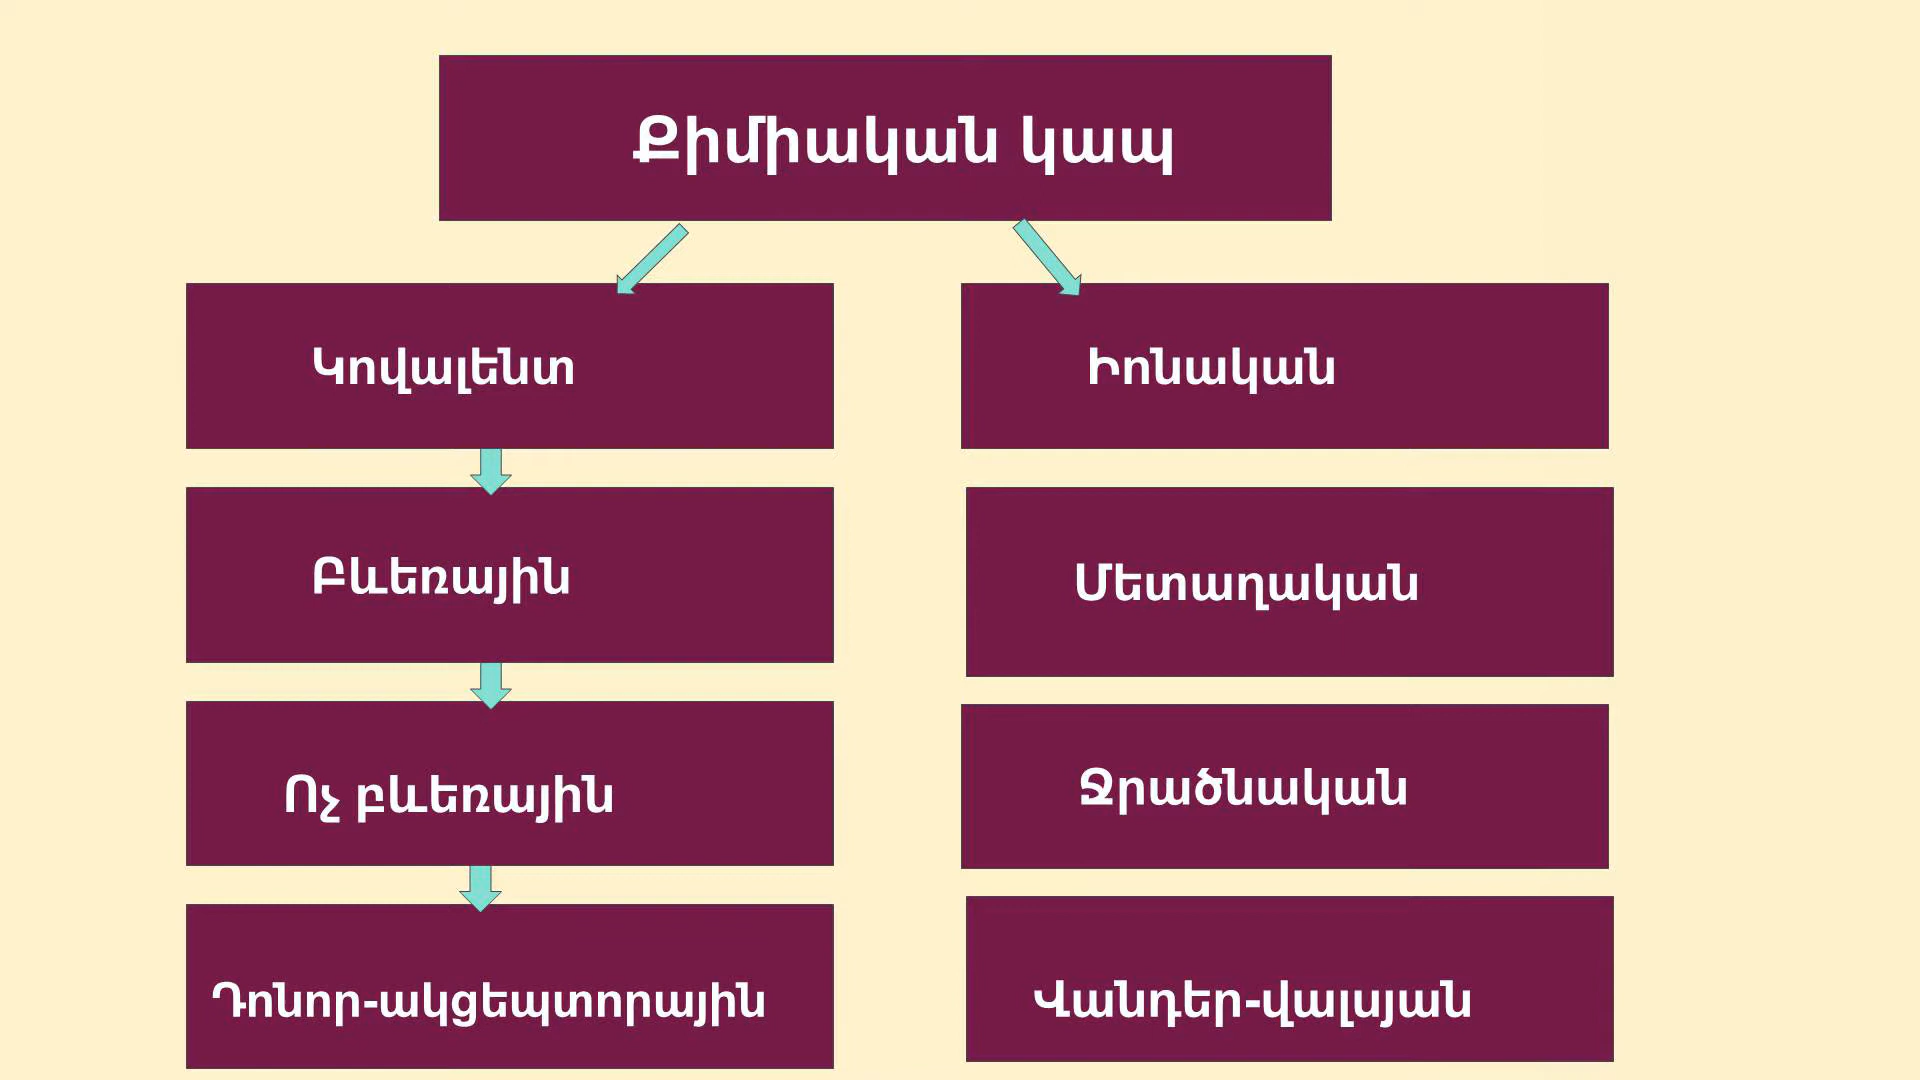 Քիմիական կապ
Կովալենտ
Իոնական
Բևեռային
Մետաղական
Ոչ բևեռային
Ջրածնական
Դոնոր-ակցեպտորային
Վանդեր-վալսյան